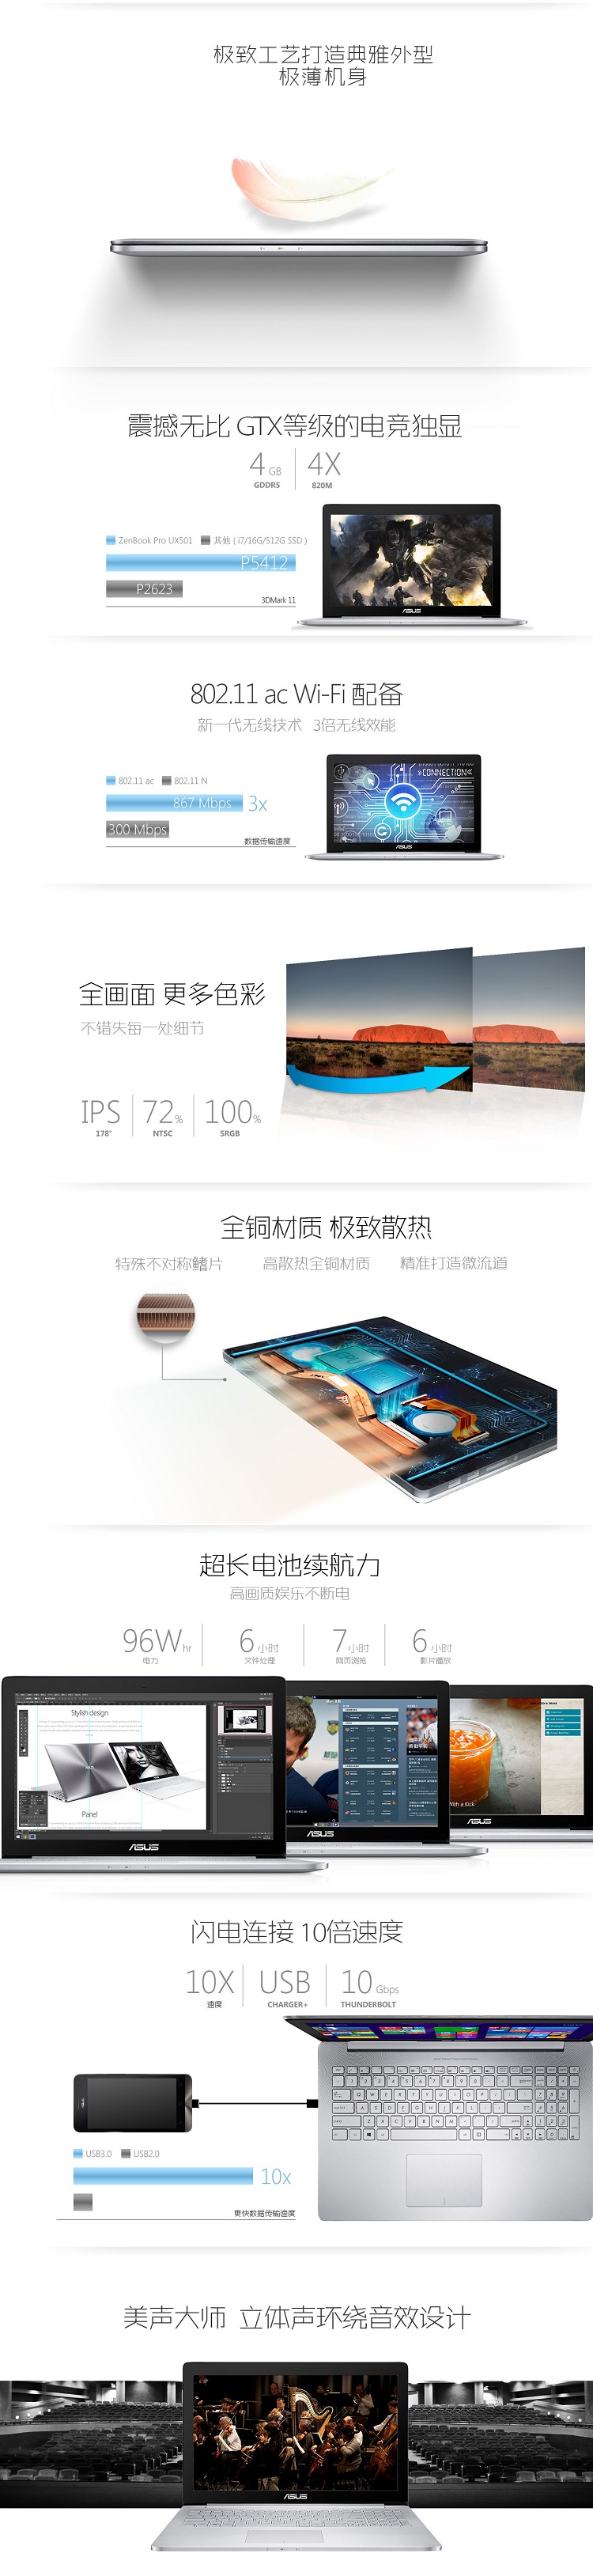 极致工艺打造典雅外型
极薄机身
震撼无比 GTX等级的电竞独显
4 GB
GDDR5
4X
820M
ZenBook Pro UX501
其他 ( i7/16G/512G SSD )
P5412
P2623
3DMark 11
ASUS
802.11 ac Wi-Fi 配备
新一代无线技术 3倍无线效能
802.11 ac
802.11 N
867 Mbps
3x
300 Mbps
数据传输速度
»CONNECTION«
ASUS
全画面 更多色彩
不错失每一处细节
IPS
178°
72%
NTSC
100%
SRGB
全铜材质 极致散热
特殊不对称鳍片
高散热全铜材质
精准打造微流道
CPU
超长电池续航力
高画质娱乐不断电
96W hr
电力
6 小时
文件处理
7 小时
网页浏览
6 小时
影片播放
Stylish design
Panel
With a Kick
ASUS
ASUS
ASUS
闪电连接 10倍速度
10X
速度
USB
CHARGER+
10 Gbps
THUNDERBOLT
USB3.0
USB2.0
10x
更快数据传输速度
美声大师 立体声环绕音效设计
ASUS